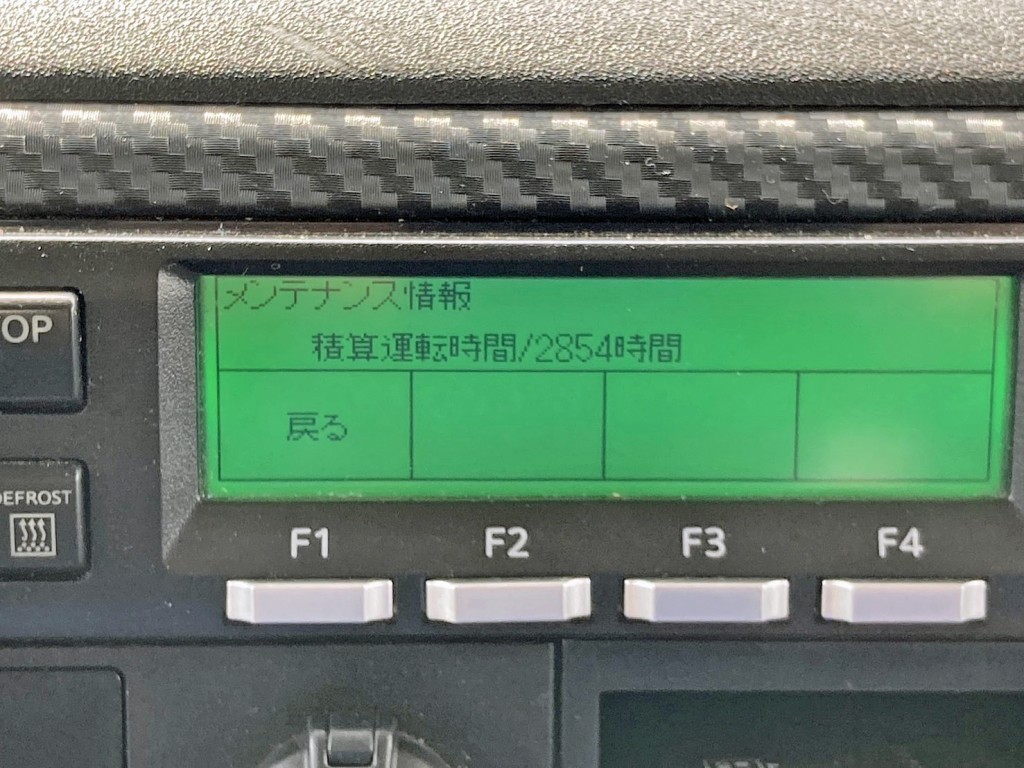 メンテナンス情報
積算運転時間/2854時間
戻る
OP
DEFROST
F1 F2 F3 F4